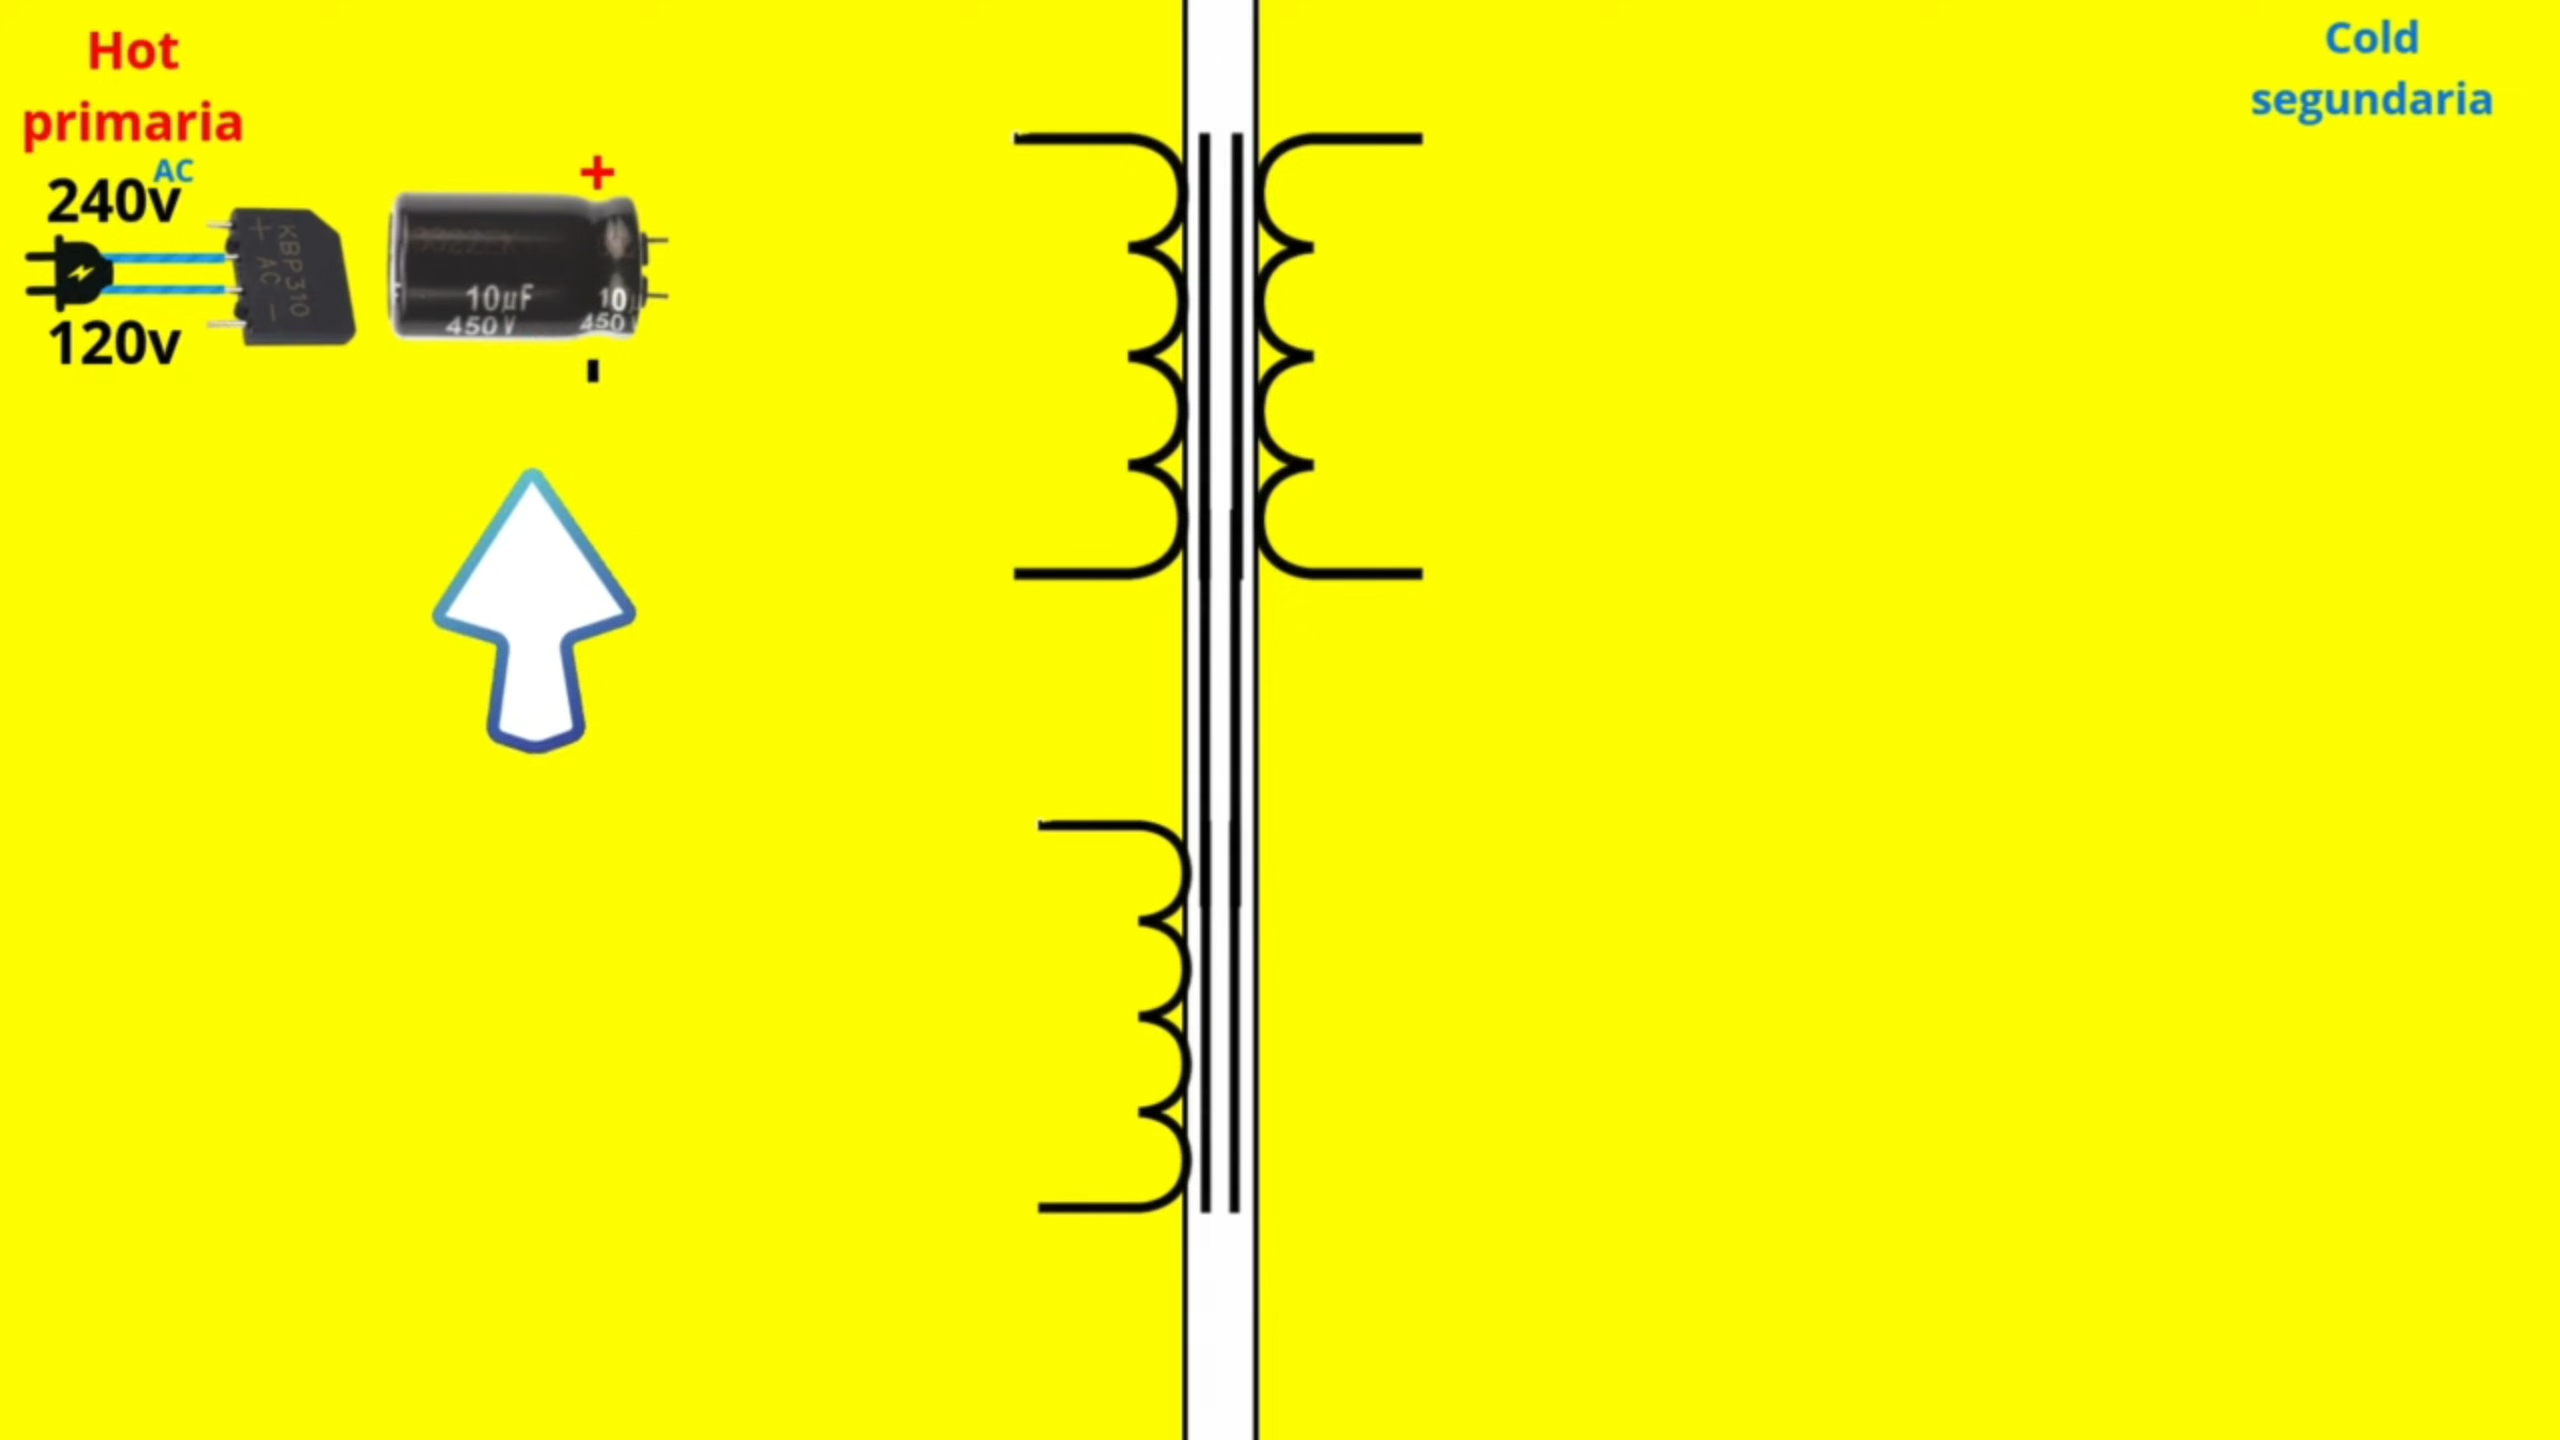 Hot
primaria
AC
240v
120v
+
KBP310
AC
-
+
10µF
450V
10
450
-
Cold
segundaria